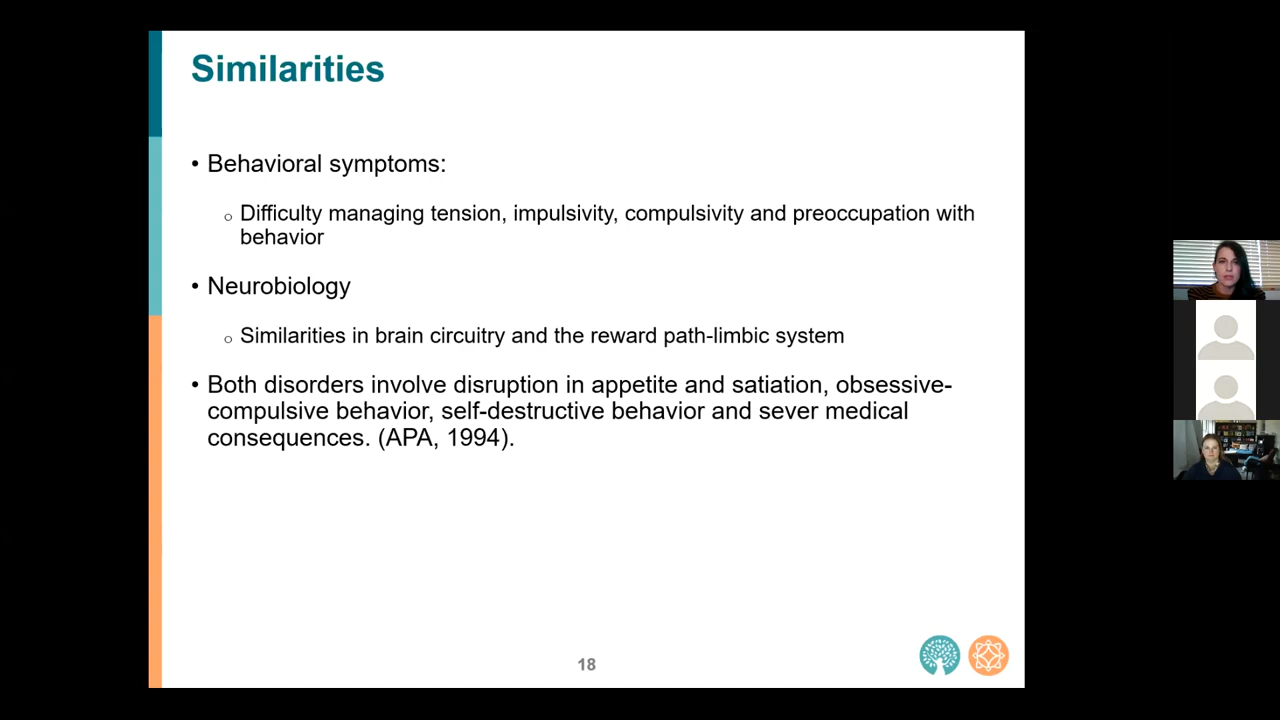 Similarities
• Behavioral symptoms:
o Difficulty managing tension, impulsivity, compulsivity and preoccupation with
behavior
• Neurobiology
o Similarities in brain circuitry and the reward path-limbic system
• Both disorders involve disruption in appetite and satiation, obsessive-
compulsive behavior, self-destructive behavior and sever medical
consequences. (APA, 1994).
18